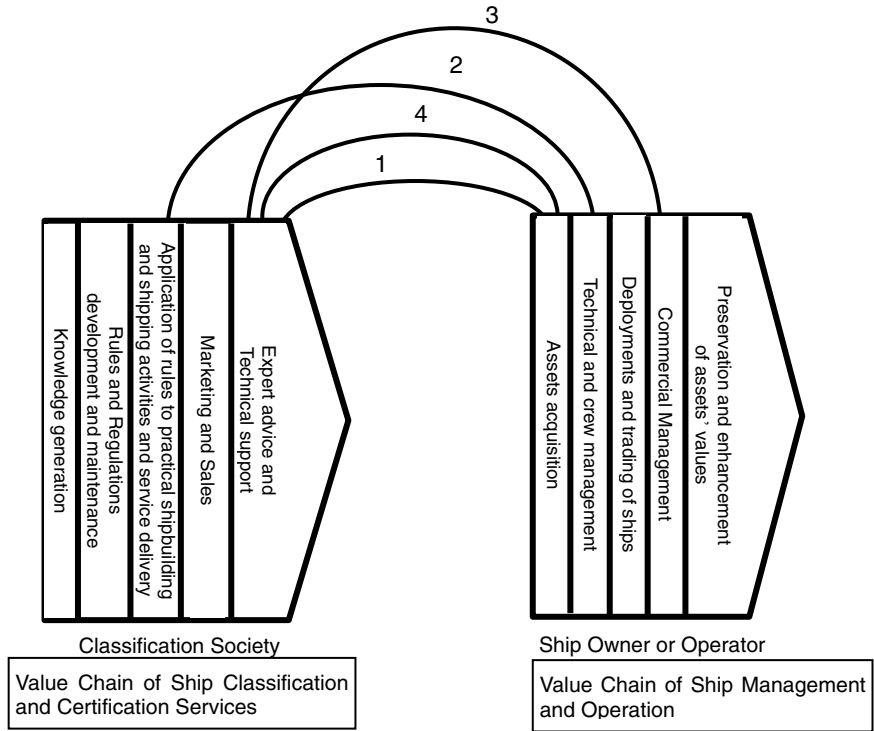 3
2
4
1
Knowledge generation
Rules and Regulations
development and maintenance
Application of rules to practical shipbuilding
and shipping activities and service delivery
Marketing and Sales
Expert advice and
Technical support
Assets acquisition
Technical and crew management
Deployments and trading of ships
Commercial Management
Preservation and enhancement
of assets’ values
Classification Society
Value Chain of Ship Classification
and Certification Services
Ship Owner or Operator
Value Chain of Ship Management
and Operation